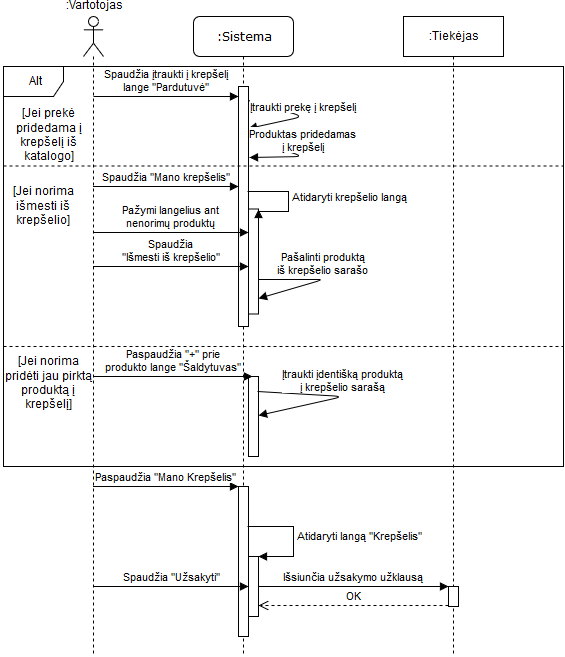 :Vartotojas
:Sistema
:Tiekėjas
Alt
Spaudžia įtraukti į krepšelį
lange "Pardutuvė"
[Jei prekė
pridedama į
krepšelį iš
katalogo]
Įtraukti prekę į krepšelį
Produktas pridedamas
į krepšelį
[Jei norima
išmesti iš
krepšelio]
Spaudžia "Mano krepšelis"
Atidaryti krepšelio langą
Pažymi langelius ant
nenorimų produktų
Spaudžia
"Išmesti iš krepšelio"
Pašalinti produktą
iš krepšelio sarašo
[Jei norima
pridėti jau pirktą
produktą į
krepšelį]
Paspaudžia "+" prie
produkto lange "Šaldytuvas"
Įtraukti įdentišką produktą
į krepšelio sarašą
Paspaudžia "Mano Krepšelis"
Atidaryti langą "Krepšelis"
Spaudžia "Užsakyti"
Išsiunčia užsakymo užklausą
OK